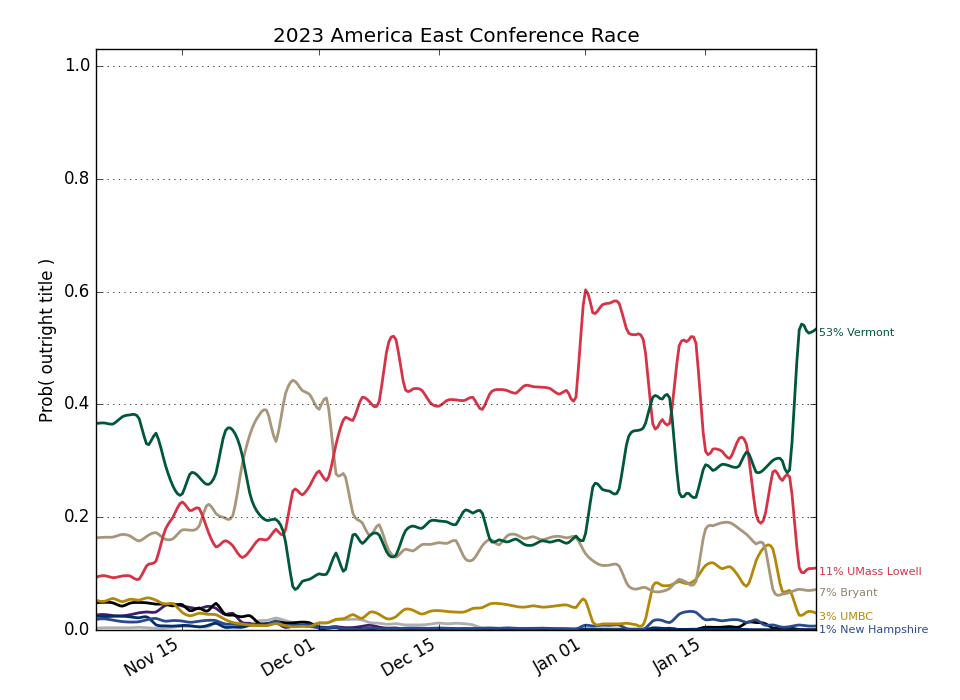 2023 America East Conference Race
Prob( outright title )
1.0
0.8
0.6
0.4
0.2
0.0
53% Vermont
11% UMass Lowell
7% Bryant
3% UMBC
1% New Hampshire
Nov 15
Dec 01
Dec 15
Jan 01
Jan 15